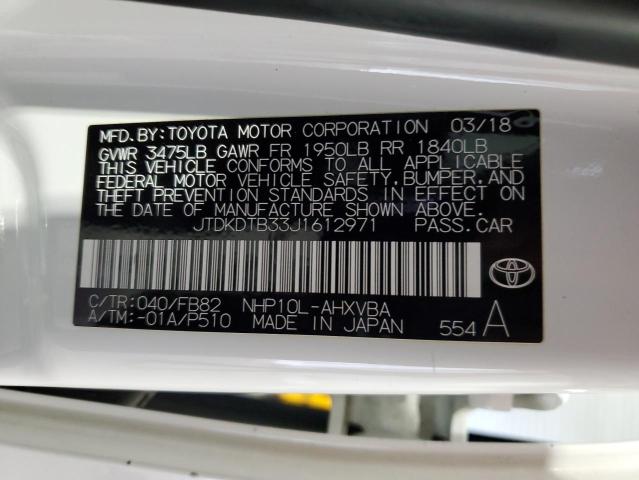 MFD. BY: TOYOTA MOTOR CORPORATION 03/18
GVWR 3475LB GAWR FR 1950LB RR 1840LB
THIS VEHICLE CONFORMS TO ALL APPLICABLE
FEDERAL MOTOR VEHICLE SAFETY, BUMPER, AND
THEFT PREVENTION STANDARDS IN EFFECT ON
THE DATE OF MANUFACTURE SHOWN ABOVE.
JTDKDTB33J1612971 PASS. CAR
C/TR: 040/FB82 NHP10L-AHXVBA
A/TM: -01A/P510 MADE IN JAPAN 554 A